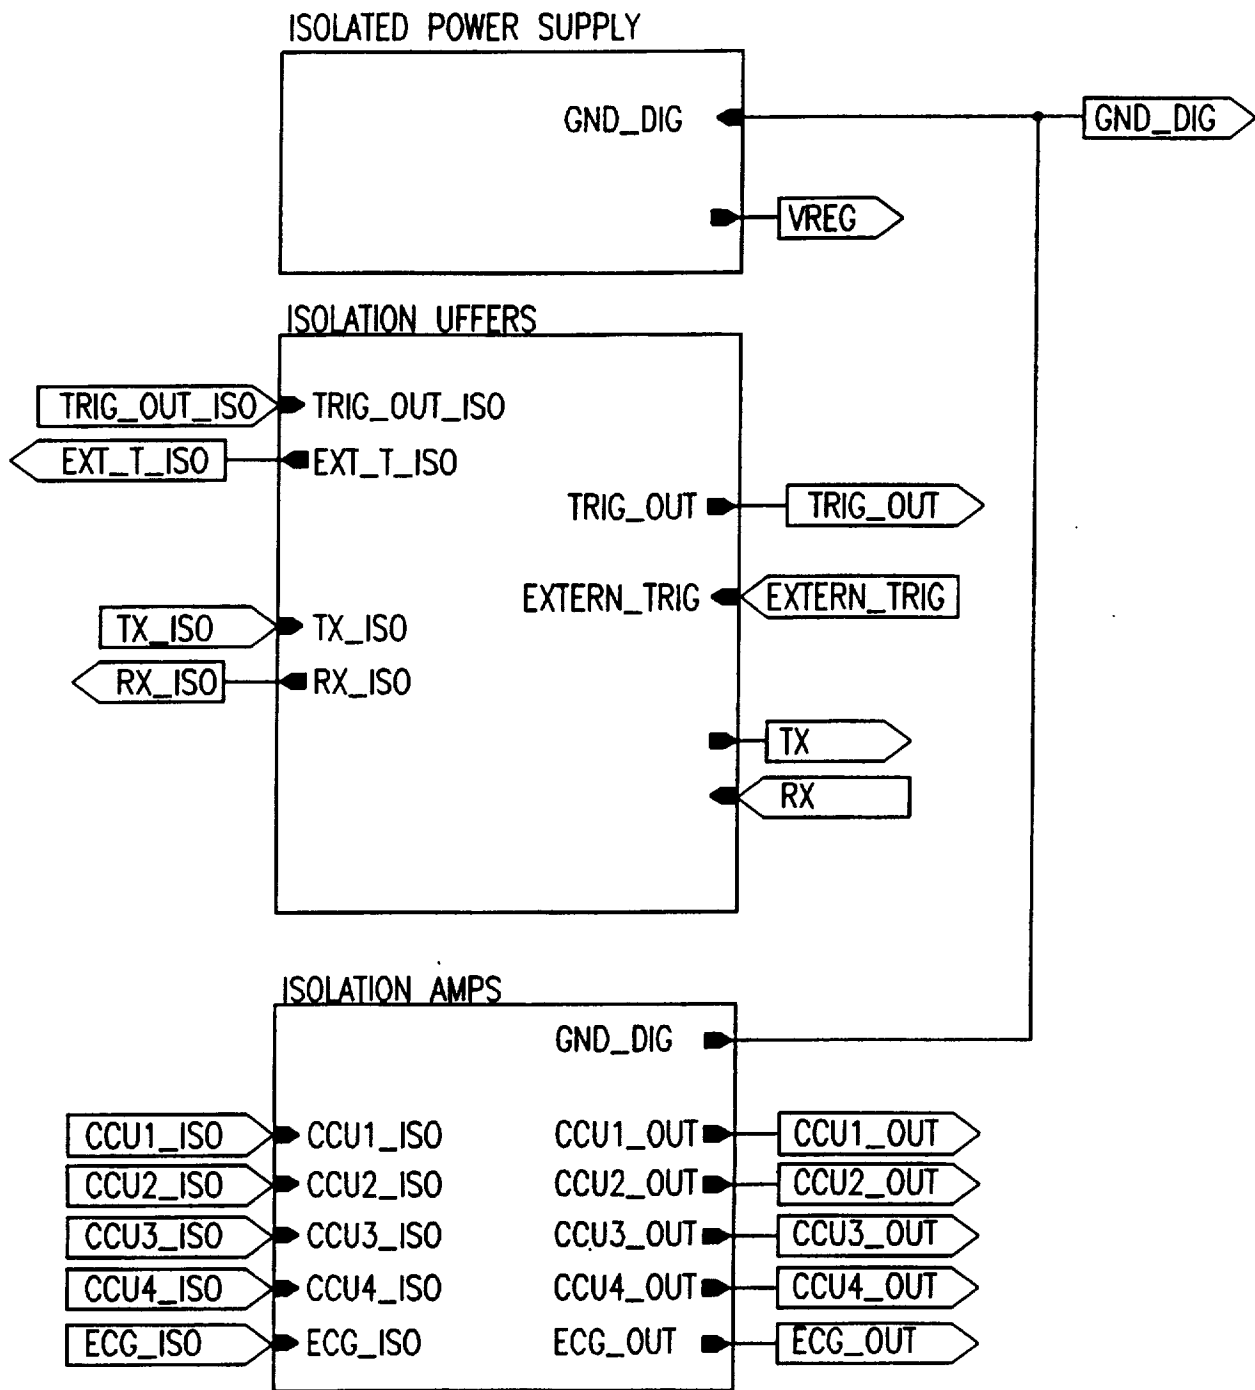 ISOLATED POWER SUPPLY
GND_DIG
GND_DIG
VREG
ISOLATION UFFERS
TRIG_OUT_ISO
TRIG_OUT_ISO
EXT_T_ISO
EXT_T_ISO
TRIG_OUT
TRIG_OUT
EXTERN_TRIG
EXTERN_TRIG
TX_ISO
TX_ISO
RX_ISO
RX_ISO
TX
RX
ISOLATION AMPS
GND_DIG
CCU1_ISO
CCU1_ISO
CCU1_OUT
CCU1_OUT
CCU2_ISO
CCU2_ISO
CCU2_OUT
CCU2_OUT
CCU3_ISO
CCU3_ISO
CCU3_OUT
CCU3_OUT
CCU4_ISO
CCU4_ISO
CCU4_OUT
CCU4_OUT
ECG_ISO
ECG_ISO
ECG_OUT
ECG_OUT